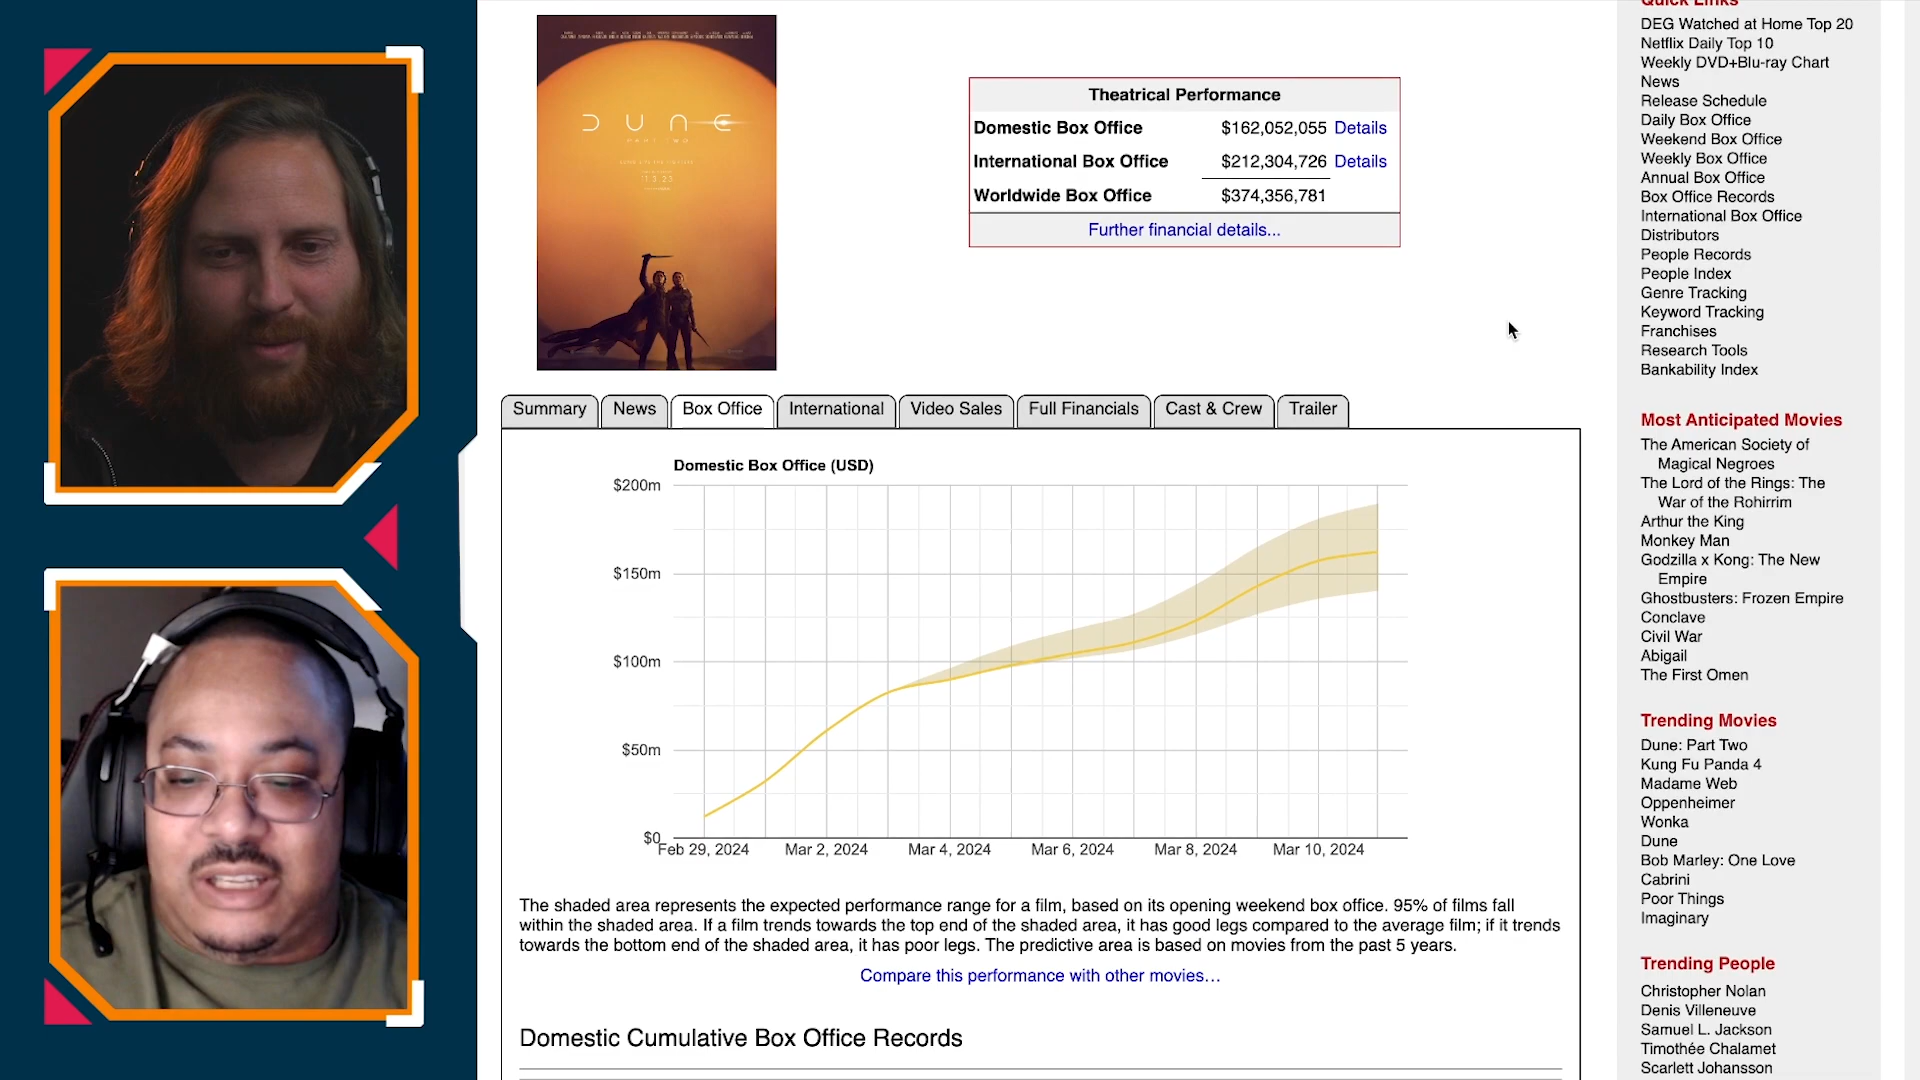 DUNE
PART TWO
11.3.23
Theatrical Performance
Domestic Box Office $162,052,055 Details
International Box Office $212,304,726 Details
Worldwide Box Office $374,356,781
Further financial details...
Summary News Box Office International Video Sales Full Financials Cast & Crew Trailer
Domestic Box Office (USD)
$200m
$150m
$100m
$50m
$0
Feb 29, 2024 Mar 2, 2024 Mar 4, 2024 Mar 6, 2024 Mar 8, 2024 Mar 10, 2024
The shaded area represents the expected performance range for a film, based on its opening weekend box office. 95% of films fall
within the shaded area. If a film trends towards the top end of the shaded area, it has good legs compared to the average film; if it trends
towards the bottom end of the shaded area, it has poor legs. The predictive area is based on movies from the past 5 years.
Compare this performance with other movies…
Domestic Cumulative Box Office Records
Quick Links
DEG Watched at Home Top 20
Netflix Daily Top 10
Weekly DVD+Blu-ray Chart
News
Release Schedule
Daily Box Office
Weekend Box Office
Weekly Box Office
Annual Box Office
Box Office Records
International Box Office
Distributors
People Records
People Index
Genre Tracking
Keyword Tracking
Franchises
Research Tools
Bankability Index
Most Anticipated Movies
The American Society of
Magical Negroes
The Lord of the Rings: The
War of the Rohirrim
Arthur the King
Monkey Man
Godzilla x Kong: The New
Empire
Ghostbusters: Frozen Empire
Conclave
Civil War
Abigail
The First Omen
Trending Movies
Dune: Part Two
Kung Fu Panda 4
Madame Web
Oppenheimer
Wonka
Dune
Bob Marley: One Love
Cabrini
Poor Things
Imaginary
Trending People
Christopher Nolan
Denis Villeneuve
Samuel L. Jackson
Timothée Chalamet
Scarlett Johansson